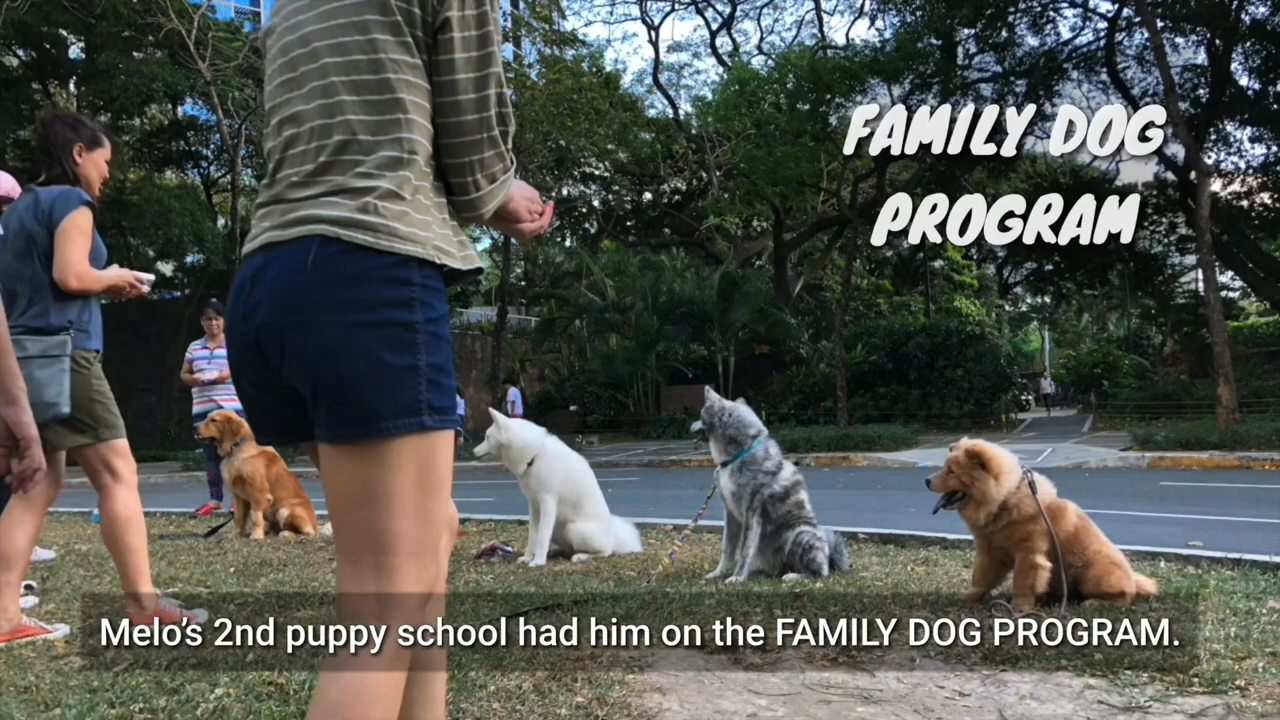 FAMILY DOG
PROGRAM
Melo's 2nd puppy school had him on the FAMILY DOG PROGRAM.